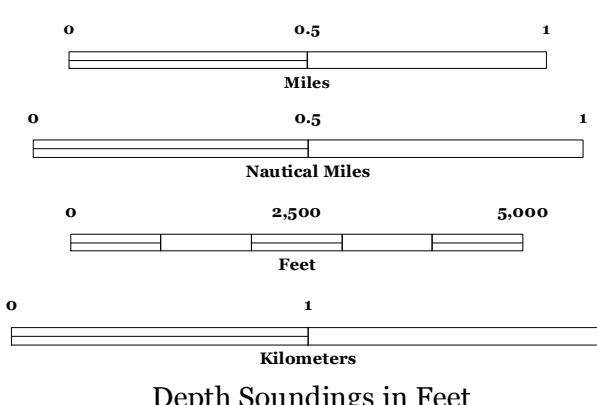 0 0.5 1
Miles
0 0.5 1
Nautical Miles
0 2,500 5,000
Feet
0 1
Kilometers
Depth Soundings in Feet